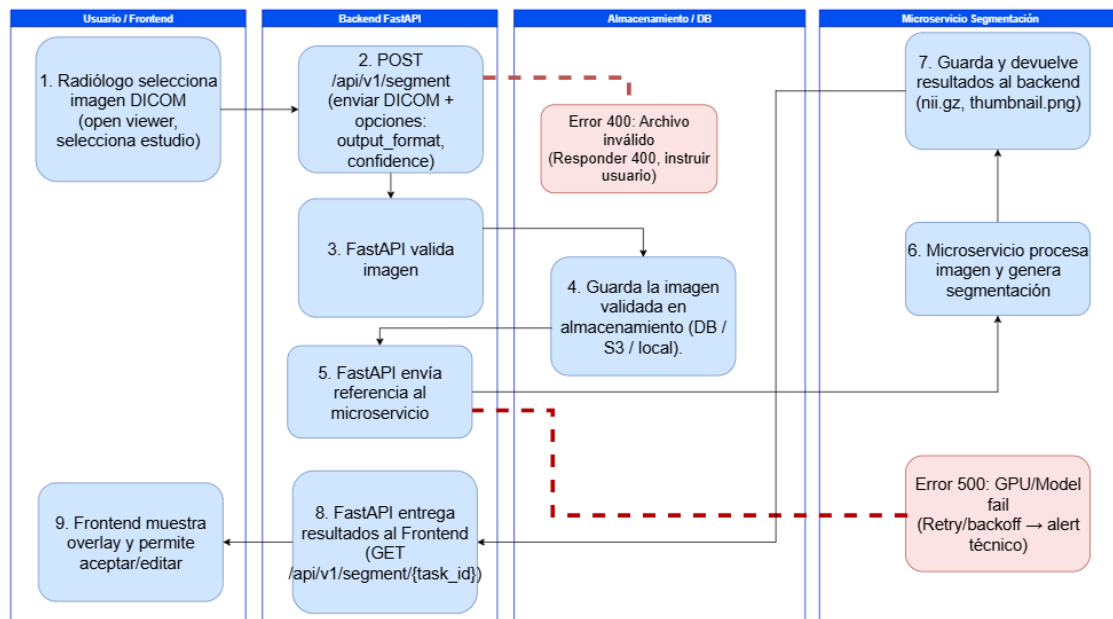 Usuario / Frontend
Backend FastAPI
Almacenamiento / DB
Microservicio Segmentación
1. Radiólogo selecciona
imagen DICOM
(open viewer,
selecciona estudio)
2. POST
/api/v1/segment
(enviar DICOM +
opciones:
output_format,
confidence)
Error 400: Archivo
inválido
(Responder 400, instruir
usuario)
7. Guarda y devuelve
resultados al backend
(nii.gz, thumbnail.png)
3. FastAPI valida
imagen
4. Guarda la imagen
validada en
almacenamiento (DB /
S3 / local).
6. Microservicio procesa
imagen y genera
segmentación
5. FastAPI envía
referencia al
microservicio
Error 500: GPU/Model
fail
(Retry/backoff → alert
técnico)
8. FastAPI entrega
resultados al Frontend
(GET
/api/v1/segment/{task_id})
9. Frontend muestra
overlay y permite
aceptar/editar